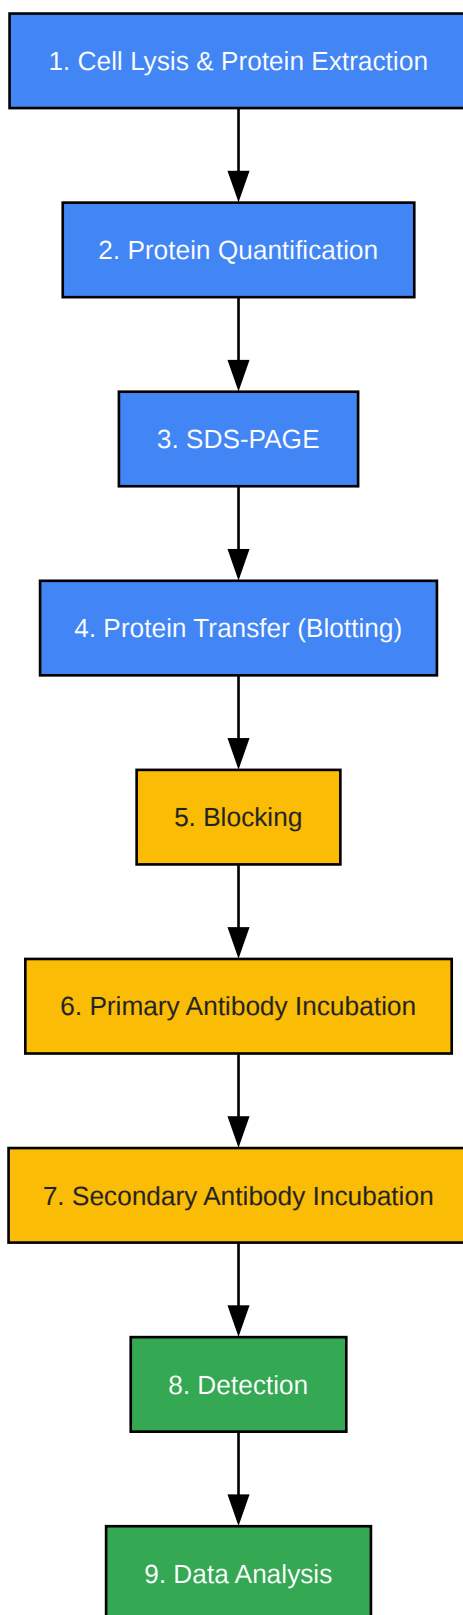 1. Cell Lysis & Protein Extraction
2. Protein Quantification
3. SDS-PAGE
4. Protein Transfer (Blotting)
5. Blocking
6. Primary Antibody Incubation
7. Secondary Antibody Incubation
8. Detection
9. Data Analysis